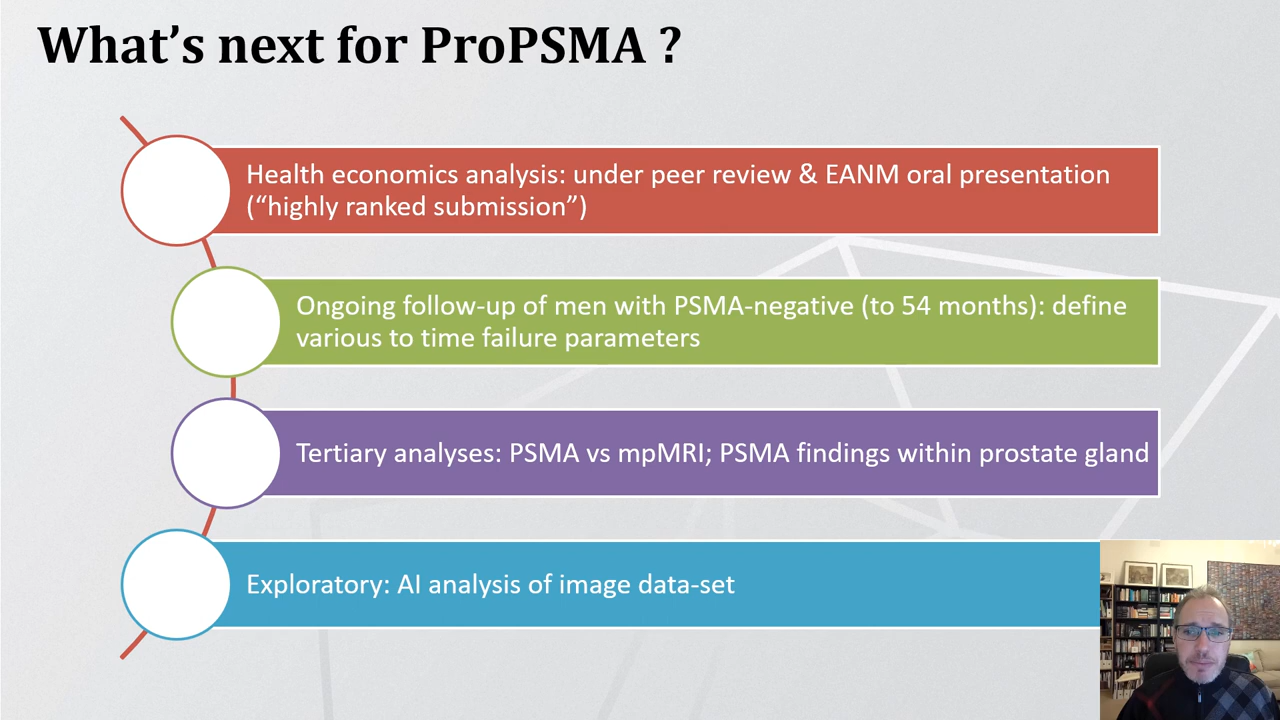 What’s next for ProPSMA ?
Health economics analysis: under peer review & EANM oral presentation
(“highly ranked submission”)
Ongoing follow-up of men with PSMA-negative (to 54 months): define
various to time failure parameters
Tertiary analyses: PSMA vs mpMRI; PSMA findings within prostate gland
Exploratory: AI analysis of image data-set